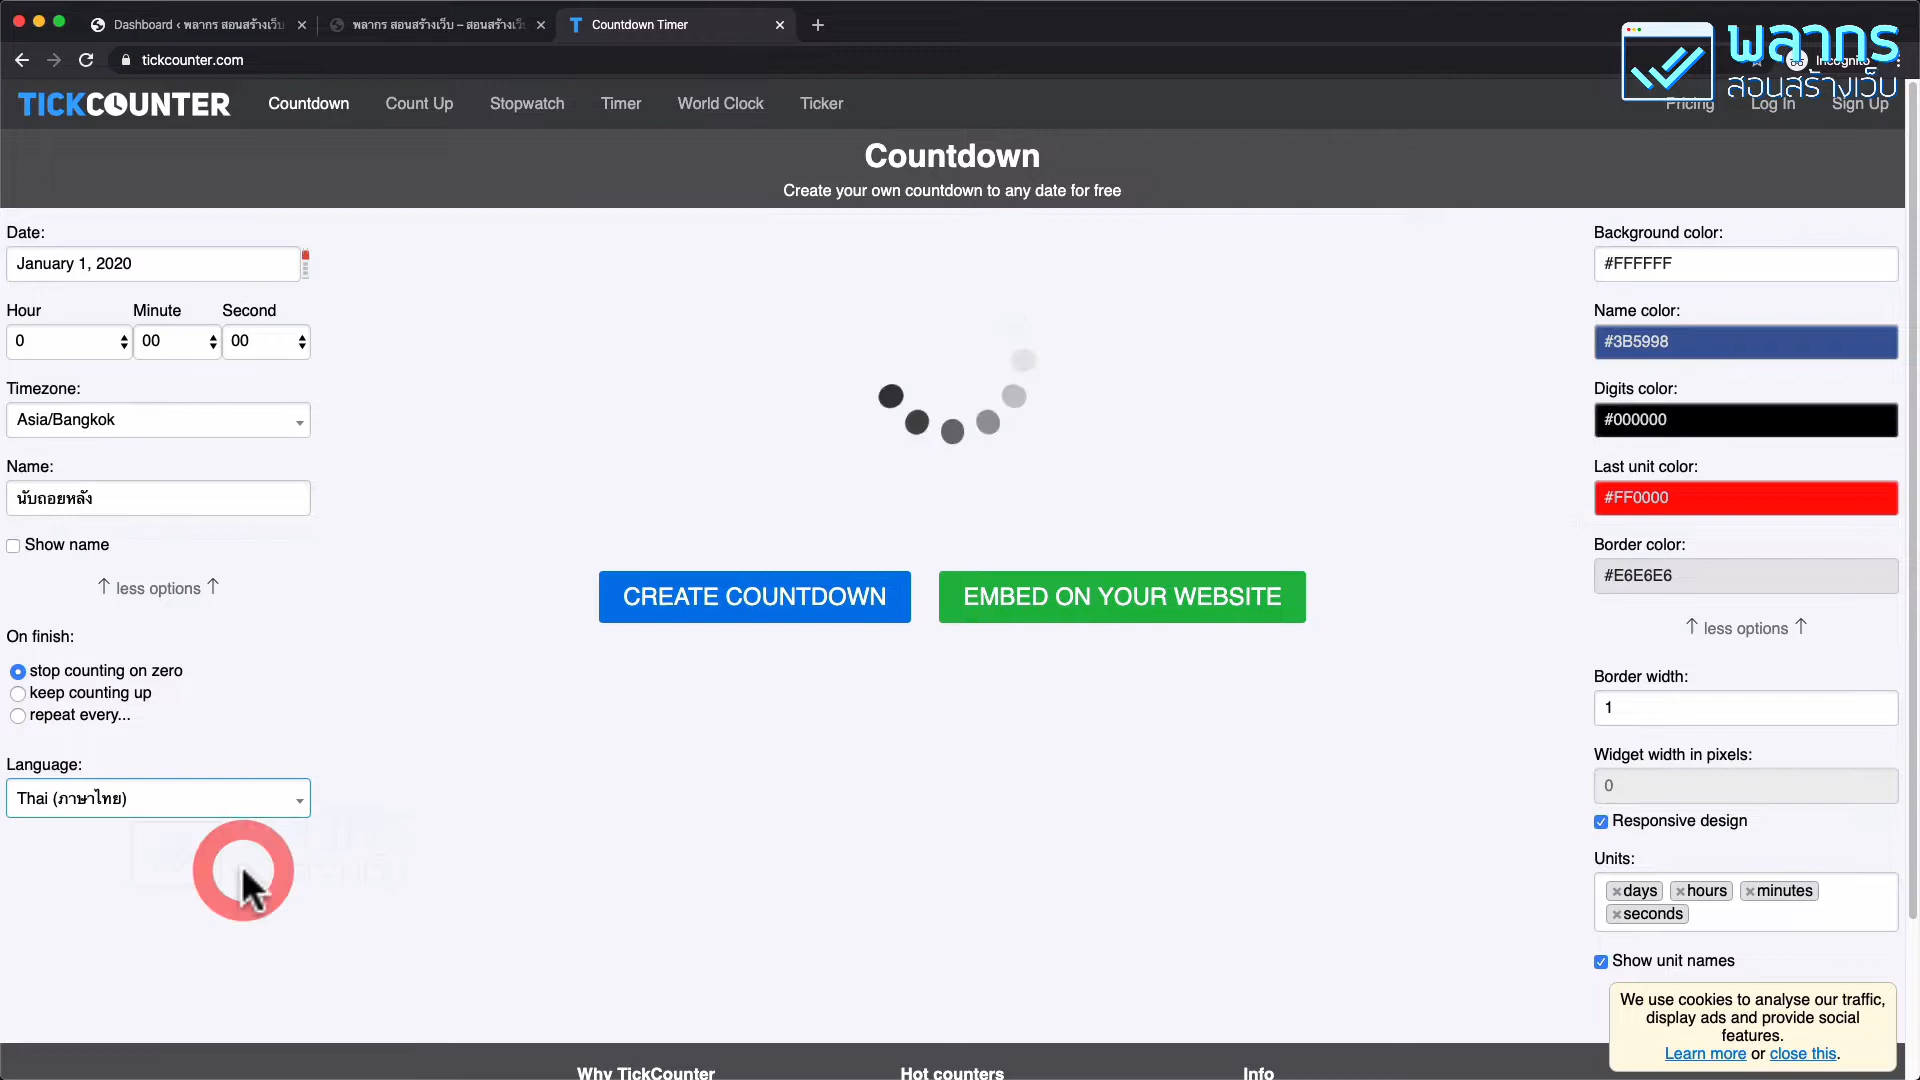 Dashboard ‹ พลากร สอนสร้างเว็บ
พลากร สอนสร้างเว็บ – สอนสร้างเว็
Countdown Timer
tickcounter.com
Incognito
พลากร
สอนสร้างเว็บ
TICKCOUNTER
Countdown
Count Up
Stopwatch
Timer
World Clock
Ticker
Pricing
Log In
Sign Up
Countdown
Create your own countdown to any date for free
Date:
January 1, 2020
Hour
Minute
Second
0
00
00
Timezone:
Asia/Bangkok
Name:
นับถอยหลัง
Show name
↑ less options ↑
On finish:
stop counting on zero
keep counting up
repeat every...
Language:
Thai (ภาษาไทย)
CREATE COUNTDOWN
EMBED ON YOUR WEBSITE
Background color:
#FFFFFF
Name color:
#3B5998
Digits color:
#000000
Last unit color:
#FF0000
Border color:
#E6E6E6
↑ less options ↑
Border width:
1
Widget width in pixels:
0
Responsive design
Units:
×days ×hours ×minutes
×seconds
Show unit names
We use cookies to analyse our traffic,
display ads and provide social
features.
Learn more or close this.
Why TickCounter
Hot counters
Info